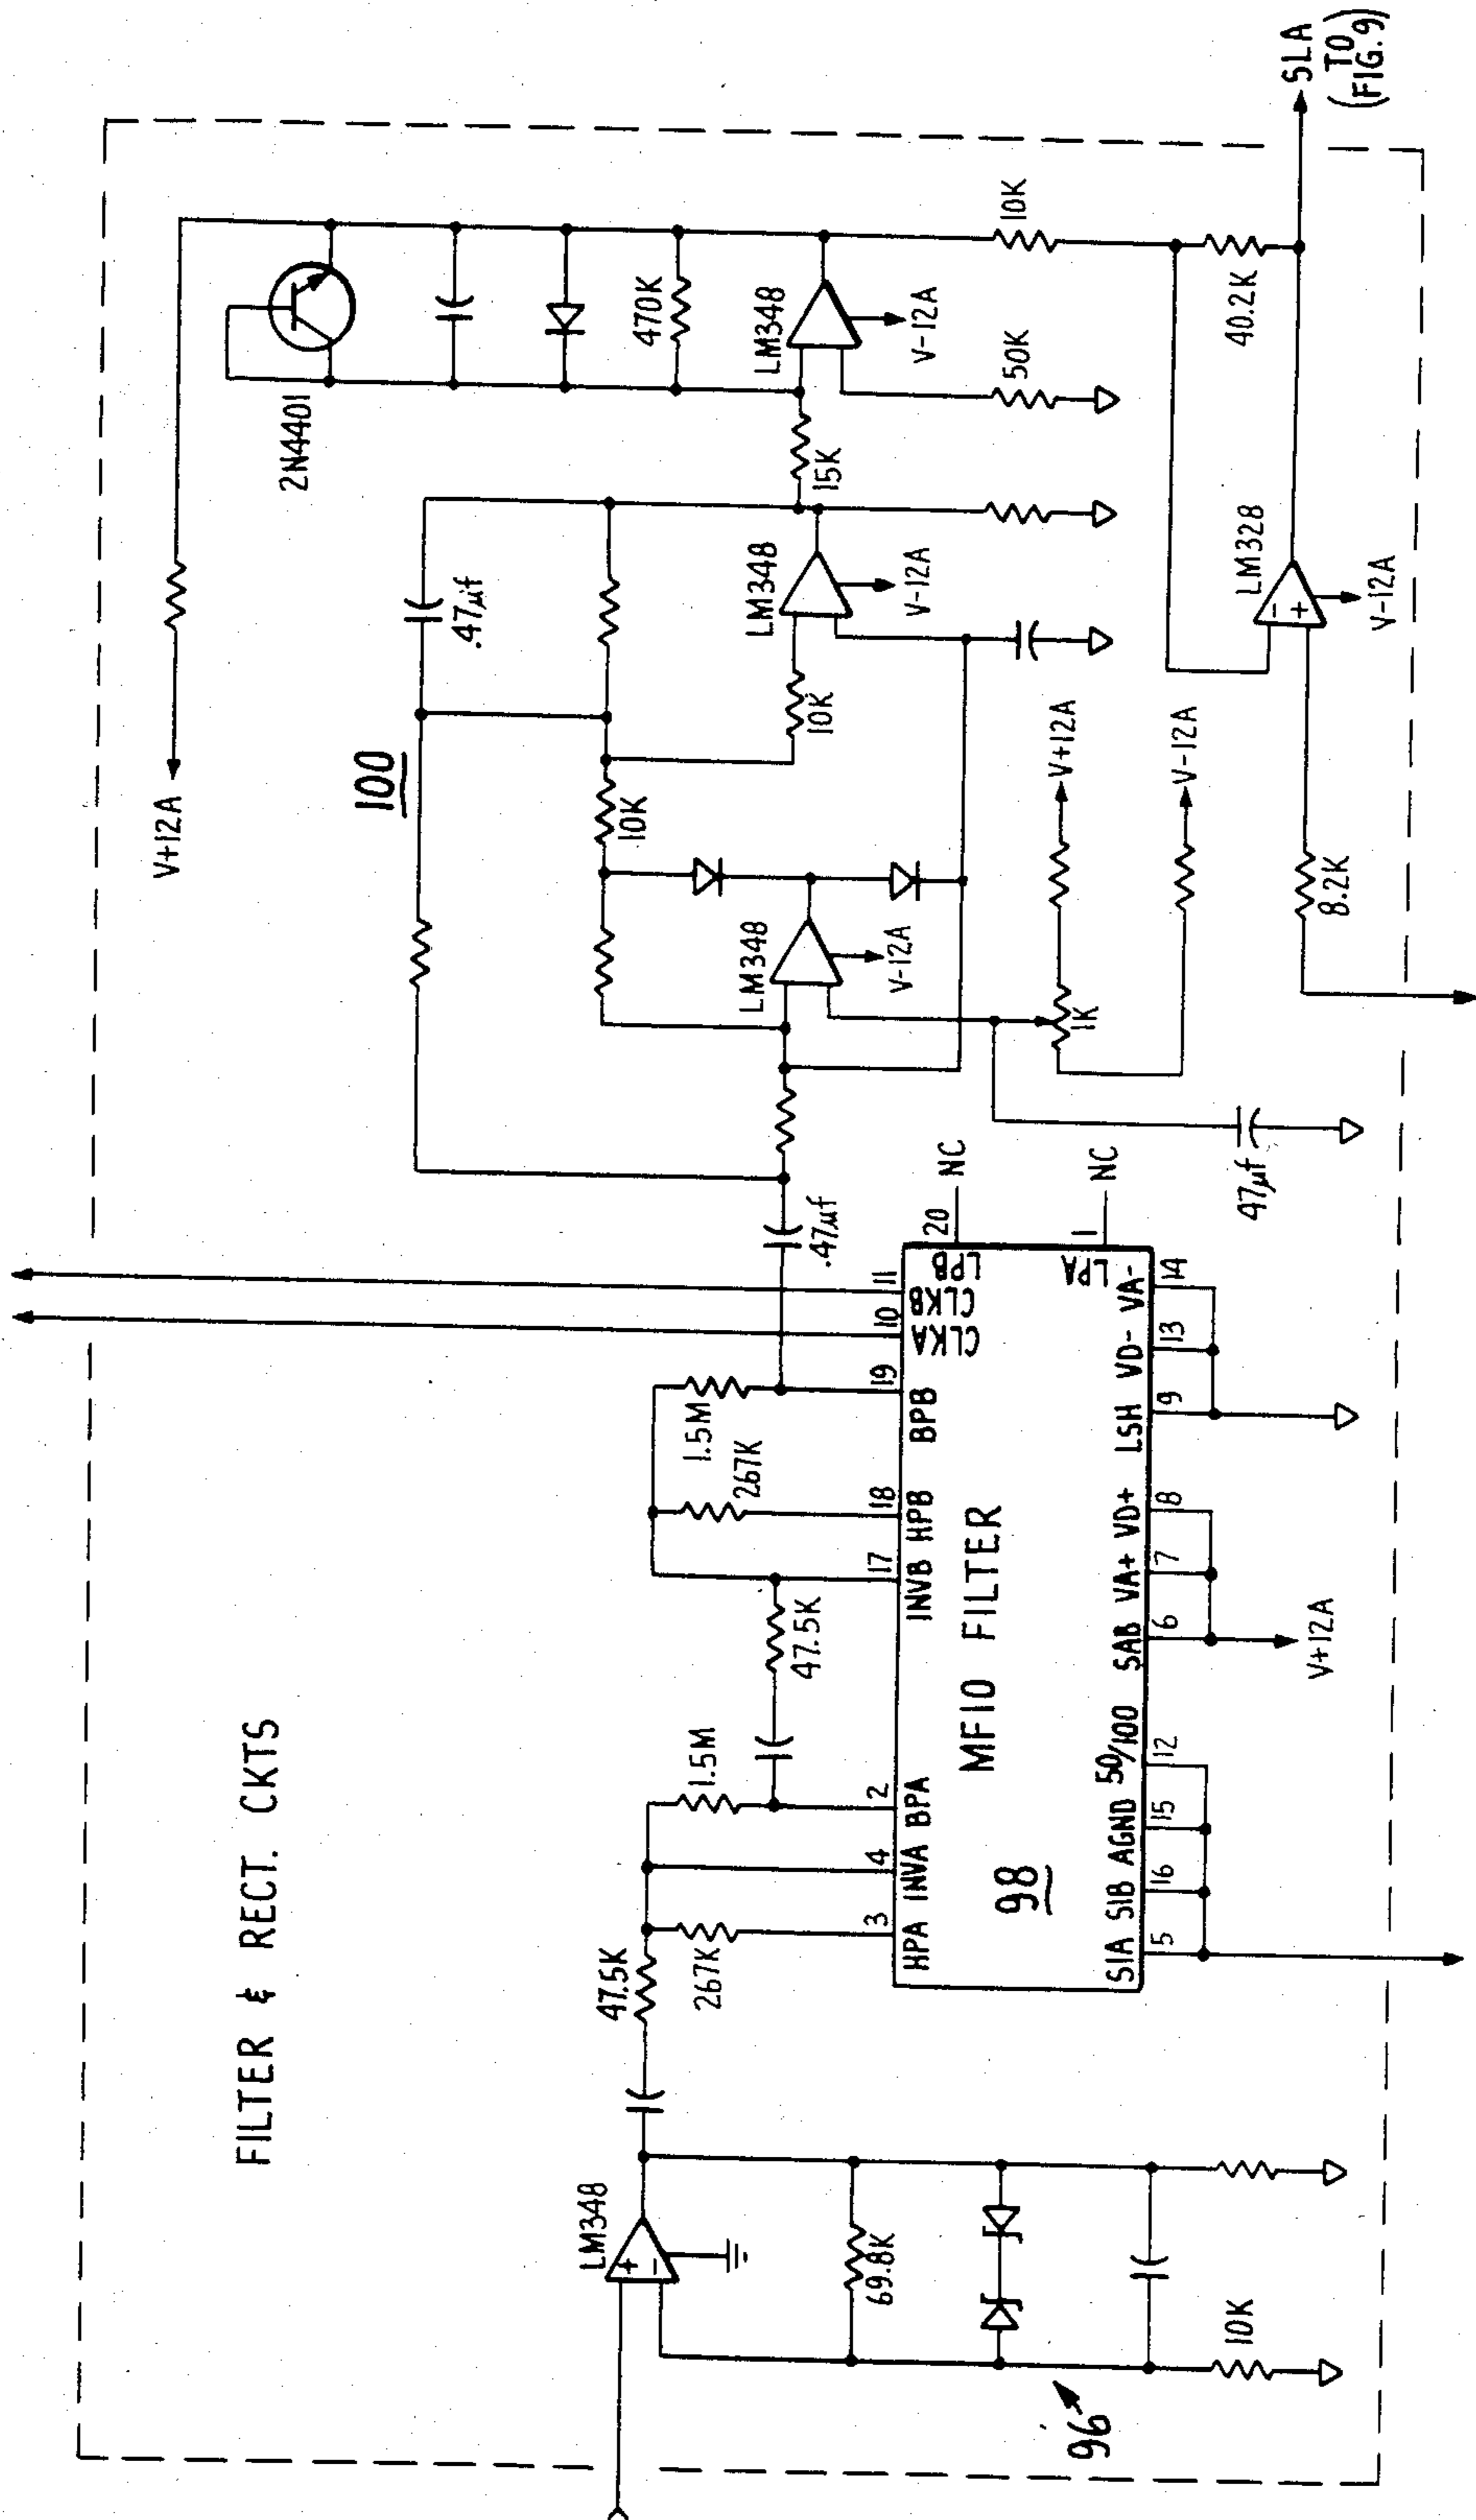 FILTER & RECT. CKTS
V+12A
2N4401
100
.47µf
470K
LM348
V-12A
10K
50K
15K
LM348
V-12A
10K
10K
LM348
V-12A
1K
V+12A
V-12A
47µf
.47µf
8.2K
LM328
-
+
V-12A
40.2K
SLA
(TO FIG. 9)
LM348
+
-
69.8K
10K
96
47.5K
267K
1.5M
47.5K
267K
1.5M
3
4
2
17
18
19
10
11
HPA
INVA
BPA
INVB
HPB
BPB
CLKA
CLKB
20
LPB
NC
1
LPA
NC
98
MF10 FILTER
SIA
SIB
AGND
50/100
SAB
VA+
VD+
LSH
VD-
VA-
5
16
15
12
6
7
8
9
13
14
V+12A